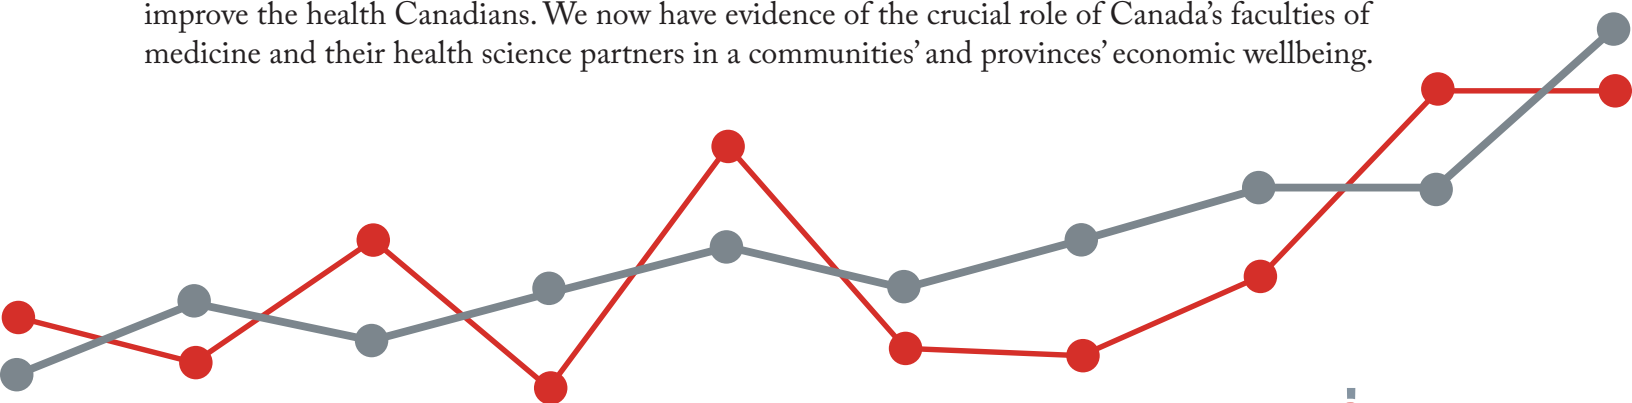 improve the health Canadians. We now have evidence of the crucial role of Canada’s faculties of
medicine and their health science partners in a communities’ and provinces’ economic wellbeing.